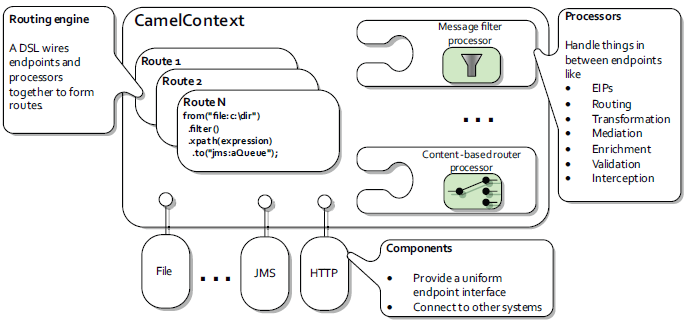 Routing engine
A DSL wires
endpoints and
processors
together to form
routes.
CamelContext
Route 1
Route 2
Route N
from("file:c:\dir")
.filter()
.xpath(expression)
.to("jms:aQueue");
Message filter
processor
...
Content-based router
processor
Processors
Handle things in
between endpoints
like
• EIPs
• Routing
• Transformation
• Mediation
• Enrichment
• Validation
• Interception
File
...
JMS
HTTP
Components
• Provide a uniform
endpoint interface
• Connect to other systems